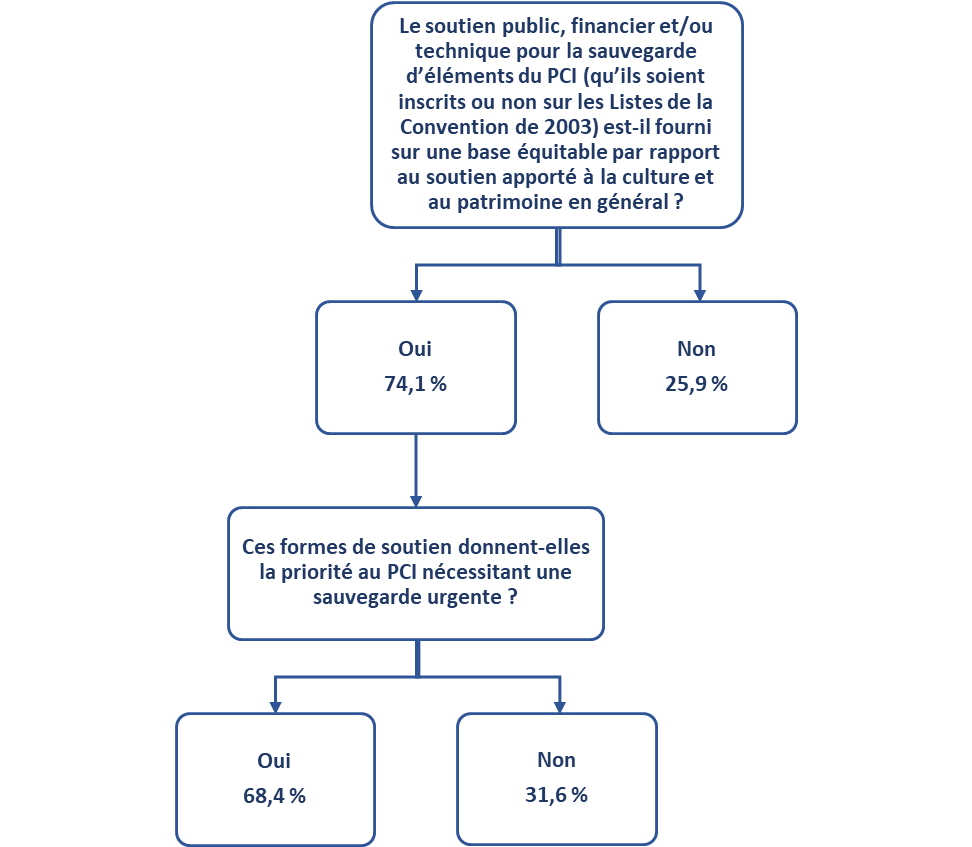 Le soutien public, financier et/ou
technique pour la sauvegarde
d’éléments du PCI (qu’ils soient
inscrits ou non sur les Listes de la
Convention de 2003) est-il fourni
sur une base équitable par rapport
au soutien apporté à la culture et
au patrimoine en général ?
Oui
74,1 %
Non
25,9 %
Ces formes de soutien donnent-elles
la priorité au PCI nécessitant une
sauvegarde urgente ?
Oui
68,4 %
Non
31,6 %